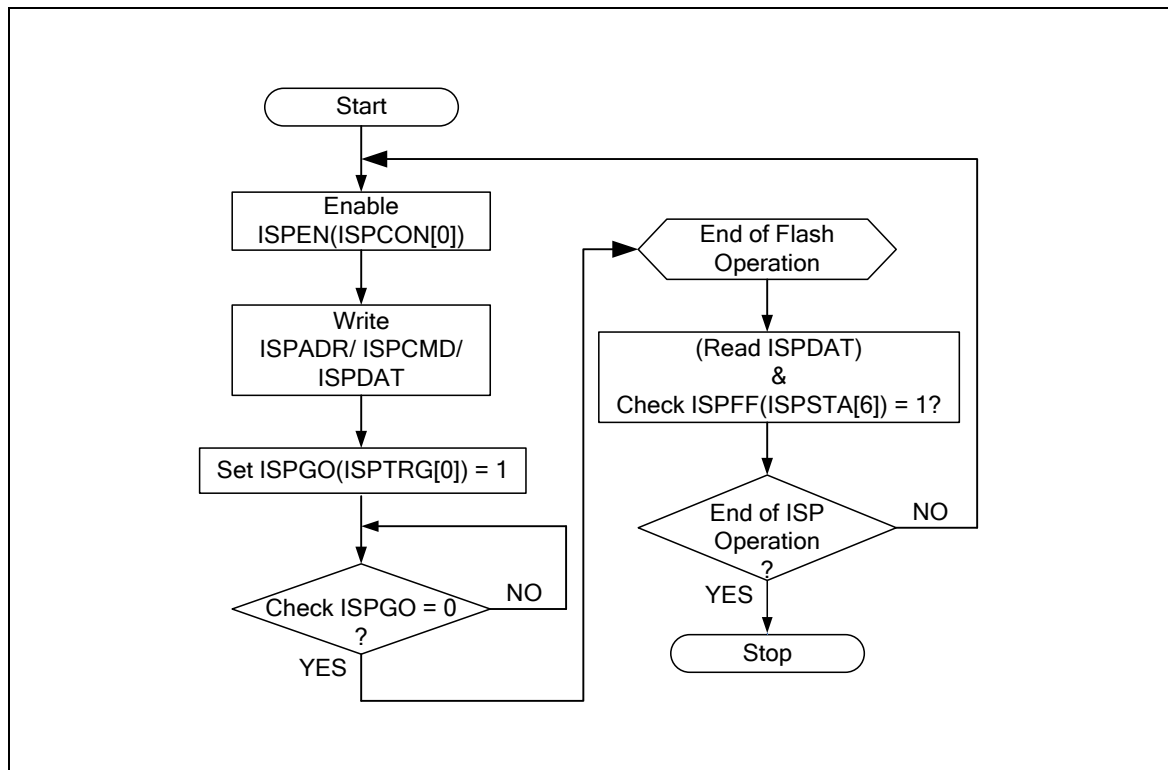 Start
Enable
ISPEN(ISPCON[0])
Write
ISPADR/ ISPCMD/
ISPDAT
Set ISPGO(ISPTRG[0]) = 1
NO
Check ISPGO = 0
?
YES
End of Flash
Operation
(Read ISPDAT)
&
Check ISPFF(ISPSTA[6]) = 1?
End of ISP
Operation
?
NO
YES
Stop